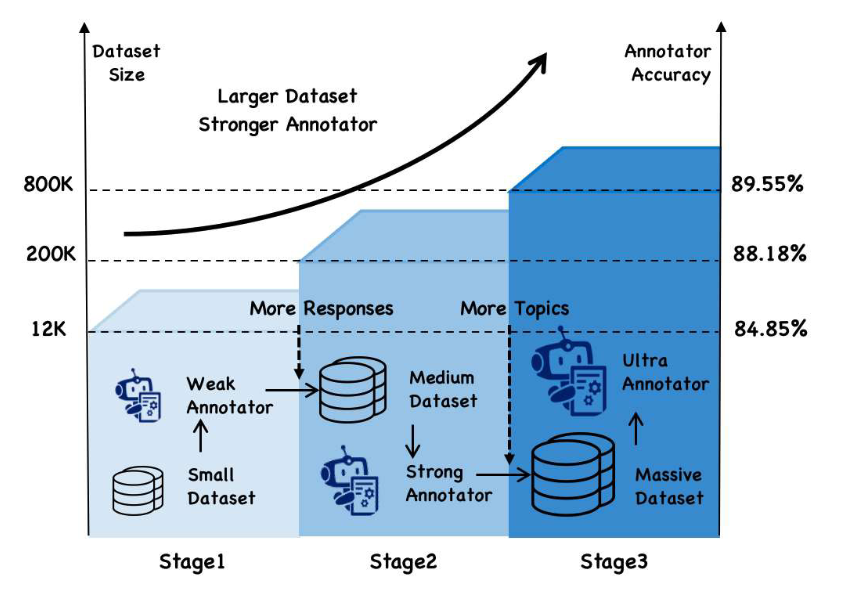 Dataset
Size
Annotator
Accuracy
Larger Dataset
Stronger Annotator
800K
89.55%
200K
88.18%
More Responses
More Topics
12K
84.85%
Weak
Annotator
Medium
Dataset
Ultra
Annotator
Small
Dataset
Strong
Annotator
Massive
Dataset
Stage1
Stage2
Stage3